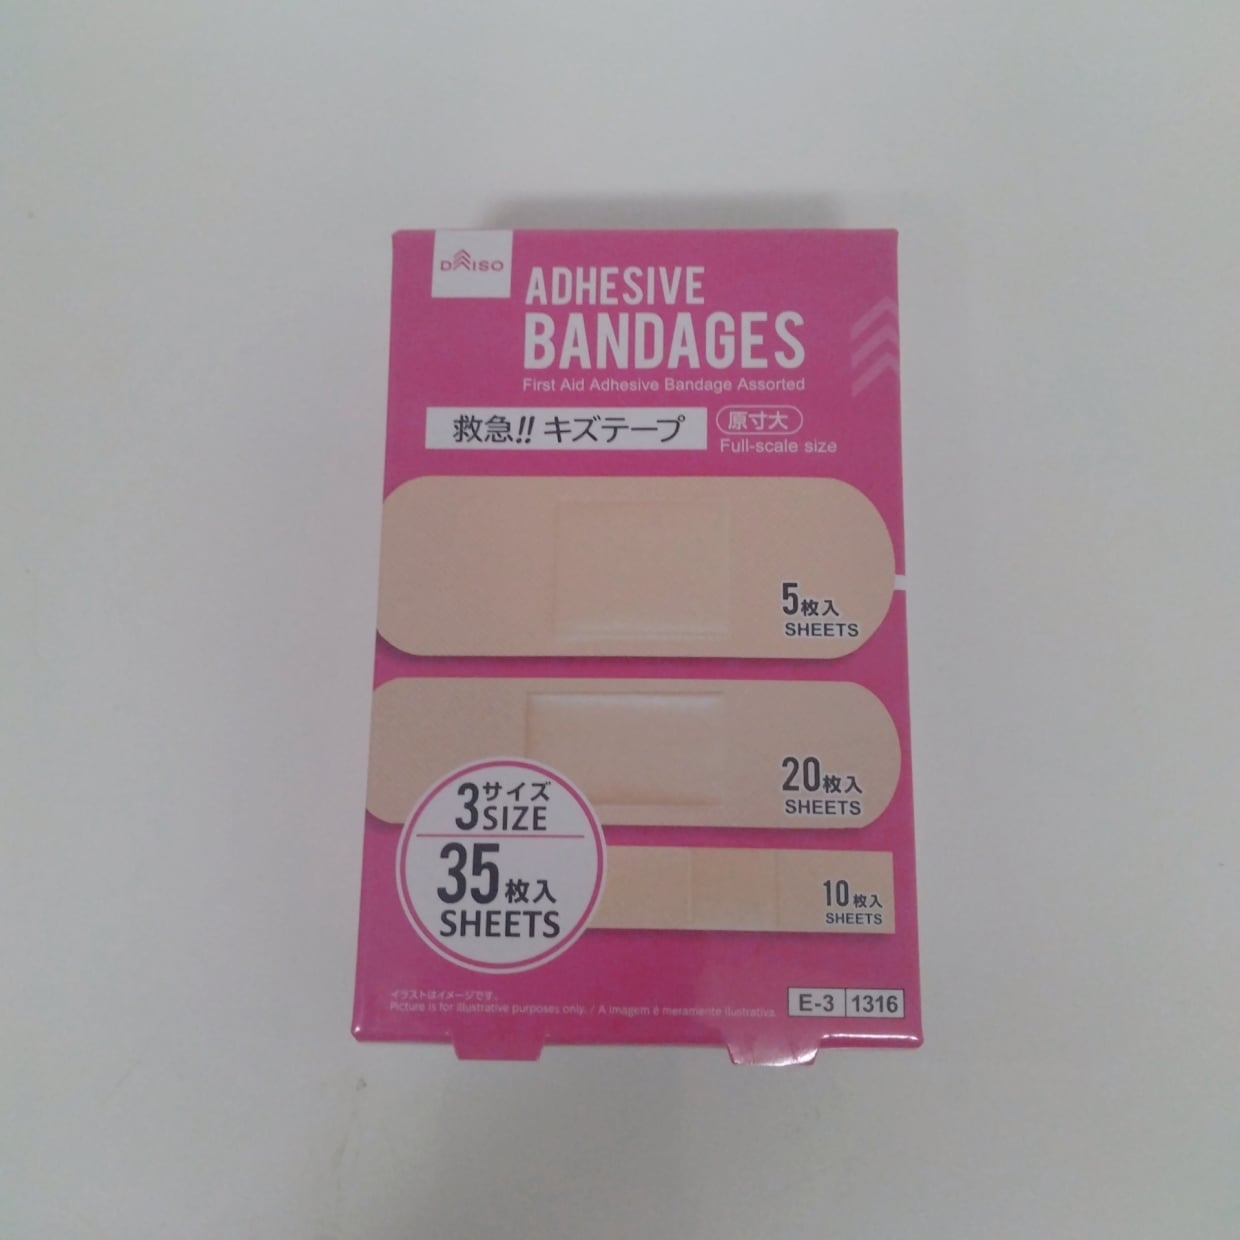 DAISO
ADHESIVE
BANDAGES
First Aid Adhesive Bandage Assorted
救急!! キズテープ
原寸大
Full-scale size
5枚入
SHEETS
20枚入
SHEETS
3サイズ
SIZE
35枚入
SHEETS
10枚入
SHEETS
イラストはイメージです。
Picture is for illustrative purposes only. / A imagem é meramente ilustrativa.
E-3 1316